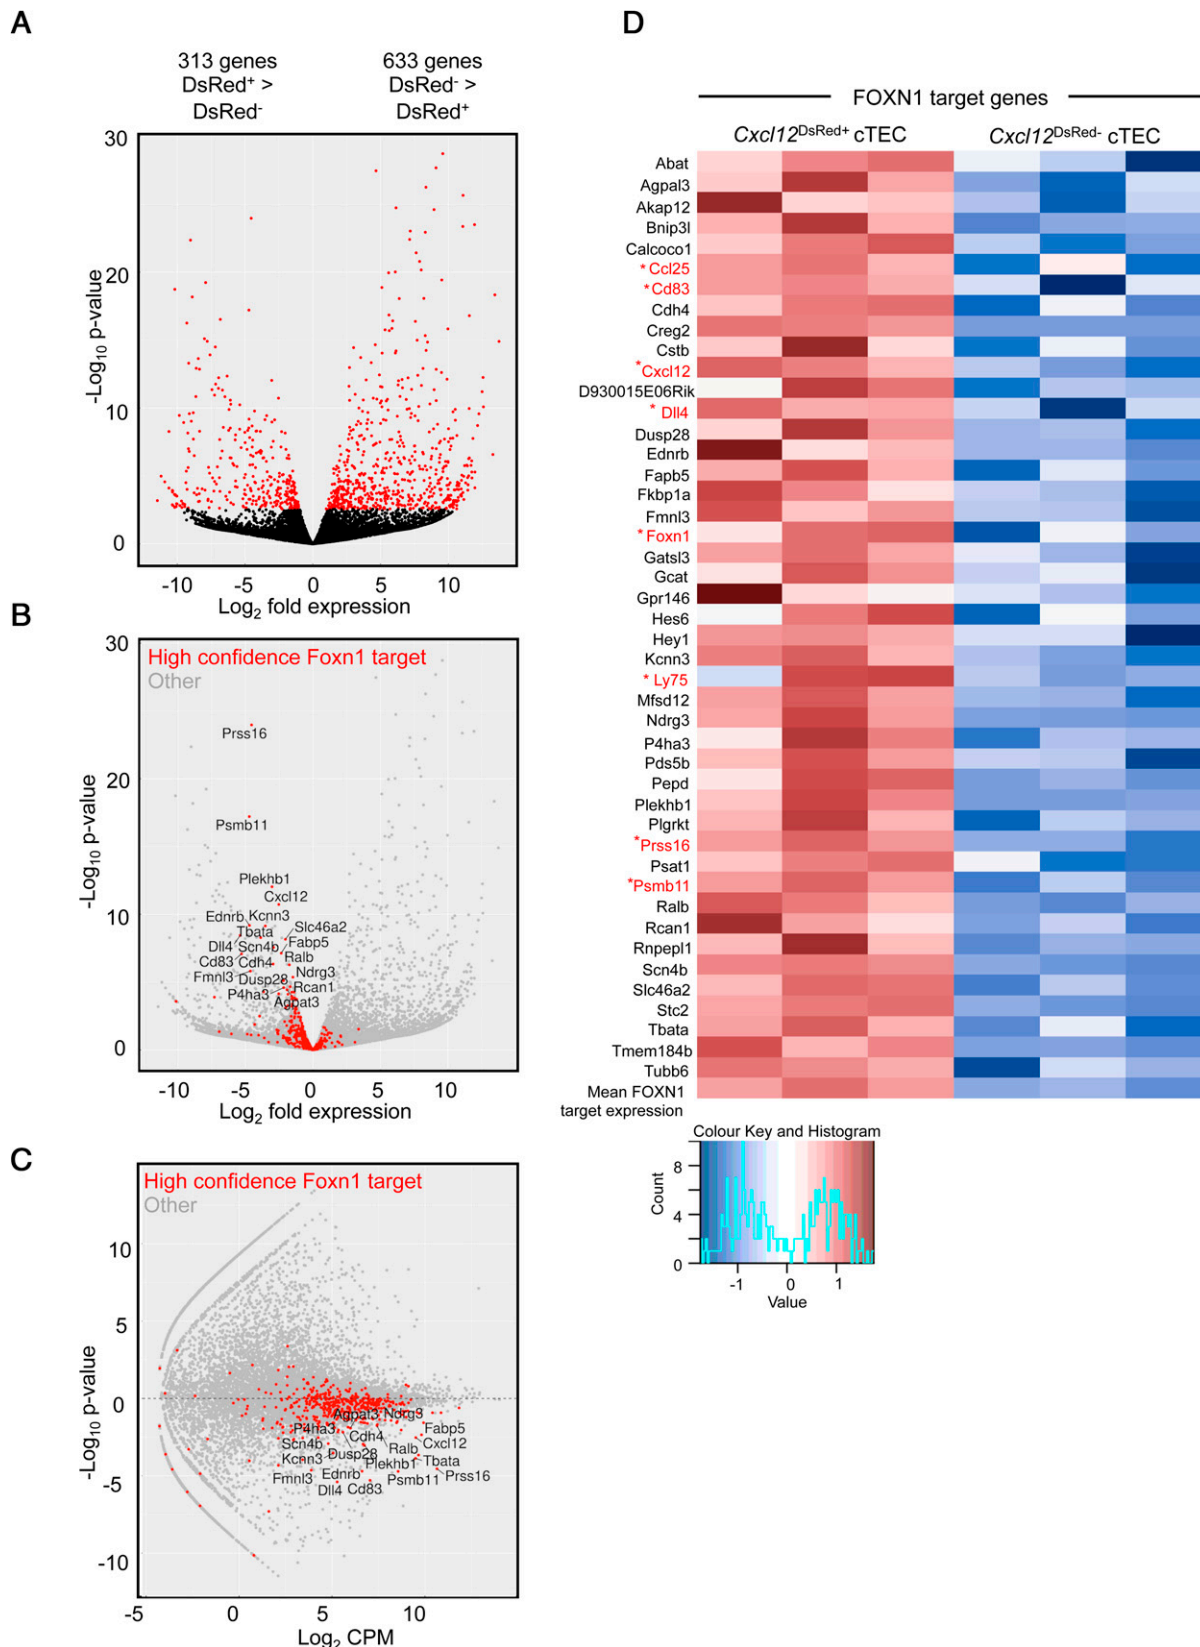 A
313 genes
DsRed⁺ >
DsRed⁻
633 genes
DsRed⁻ >
DsRed⁺
30
20
10
0
-Log₁₀ p-value
-10
-5
0
5
10
Log₂ fold expression
B
High confidence Foxn1 target
Other
30
20
10
0
-Log₁₀ p-value
Prss16
Psmb11
Plekhb1
Cxcl12
Ednrb
Kcnn3
Tbata
Slc46a2
Dll4
Scn4b
Fabp5
Cd83
Cdh4
Ralb
Fmnl3
Dusp28
Ndrg3
P4ha3
Rcan1
Agpat3
-10
-5
0
5
10
Log₂ fold expression
C
High confidence Foxn1 target
Other
10
5
0
-5
-10
-Log₁₀ p-value
Agpat3
Ndrg3
P4ha3
Fabp5
Scn4b
Cdh4
Cxcl12
Kcnn3
Dusp28
Ralb
Tbata
Plekhb1
Fmnl3
Ednrb
Psmb11
Prss16
Dll4
Cd83
-5
0
5
10
Log₂ CPM
D
FOXN1 target genes
Cxcl12ᴰˢᴿᵉᵈ⁺ cTEC
Cxcl12ᴰˢᴿᵉᵈ⁻ cTEC
Abat
Agpal3
Akap12
Bnip3l
Calcoco1
*Ccl25
*Cd83
Cdh4
Creg2
Cstb
*Cxcl12
D930015E06Rik
* Dll4
Dusp28
Ednrb
Fapb5
Fkbp1a
Fmnl3
*Foxn1
Gatsl3
Gcat
Gpr146
Hes6
Hey1
Kcnn3
* Ly75
Mfsd12
Ndrg3
P4ha3
Pds5b
Pepd
Plekhb1
Plgrkt
*Prss16
Psat1
*Psmb11
Ralb
Rcan1
Rnpepl1
Scn4b
Slc46a2
Stc2
Tbata
Tmem184b
Tubb6
Mean FOXN1
target expression
Colour Key and Histogram
8
4
0
Count
-1
0
1
Value